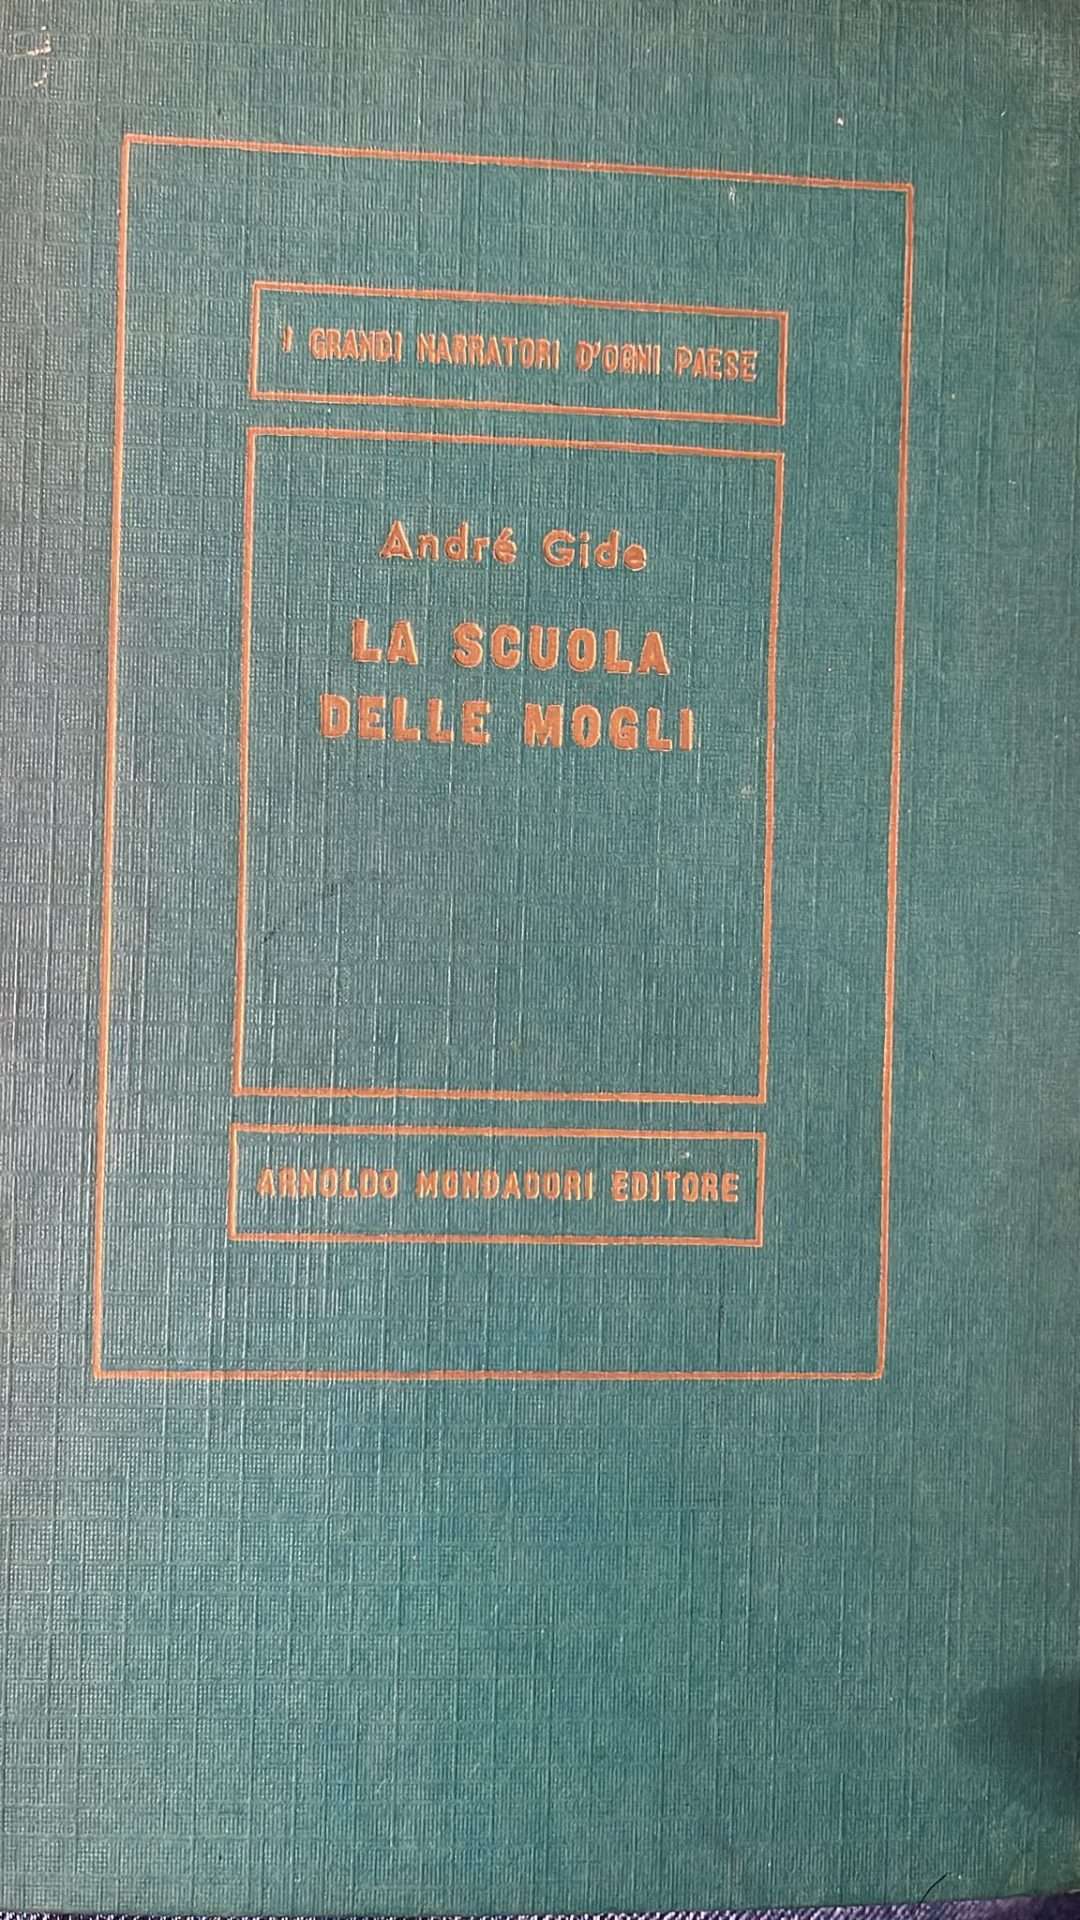 I GRANDI NARRATORI D'OGNI PAESE
André Gide
LA SCUOLA
DELLE MOGLI
ARNOLDO MONDADORI EDITORE